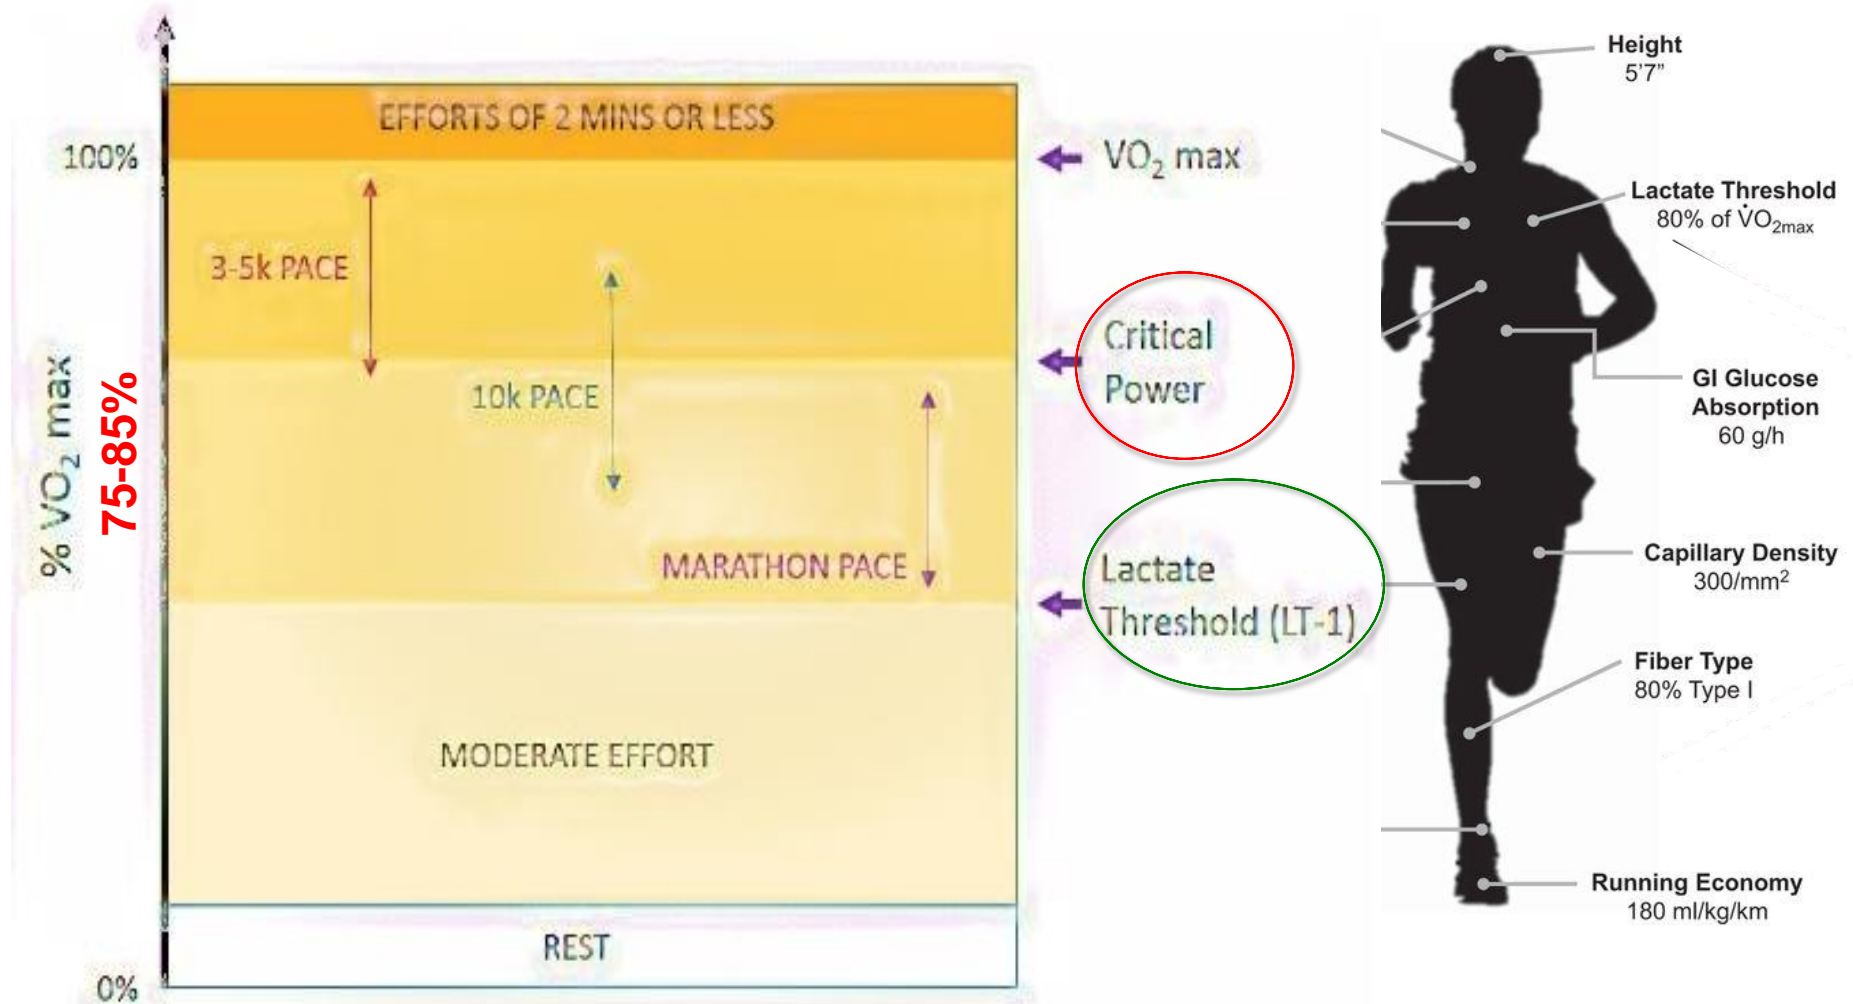 EFFORTS OF 2 MINS OR LESS
100%
VO₂ max
3-5k PACE
Critical
Power
10k PACE
% VO₂ max
75-85%
MARATHON PACE
Lactate
Threshold (LT-1)
MODERATE EFFORT
REST
0%
Height
5'7"
Lactate Threshold
80% of V̇O₂max
GI Glucose
Absorption
60 g/h
Capillary Density
300/mm²
Fiber Type
80% Type I
Running Economy
180 ml/kg/km